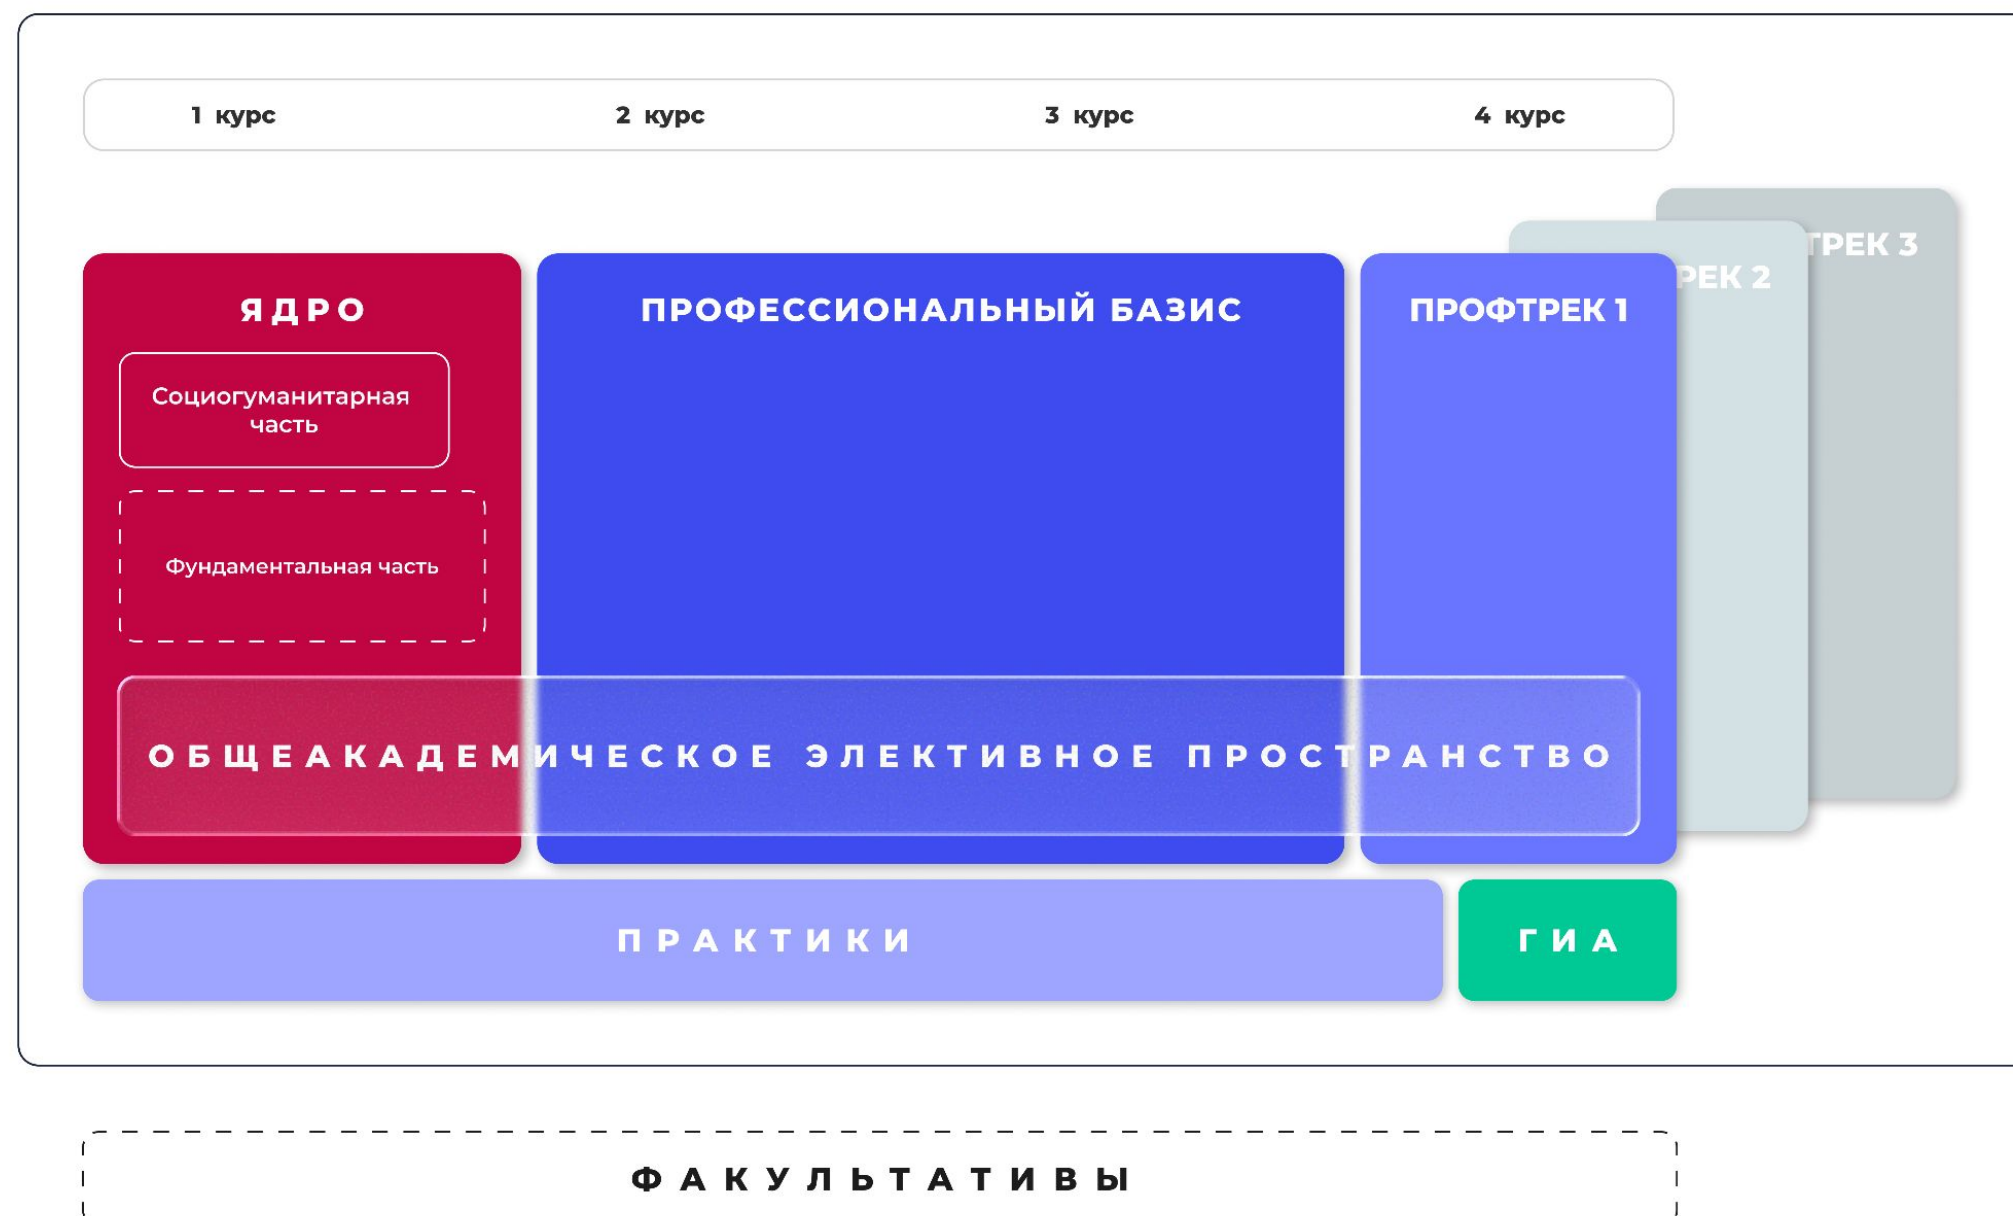 1 курс 2 курс 3 курс 4 курс
ЯДРО
ПРОФЕССИОНАЛЬНЫЙ БАЗИС
ПРОФТРЕК 1
РЕК 2
ТРЕК 3
Социогуманитарная
часть
Фундаментальная часть
ОБЩЕАКАДЕМИЧЕСКОЕ ЭЛЕКТИВНОЕ ПРОСТРАНСТВО
ПРАКТИКИ
ГИА
ФАКУЛЬТАТИВЫ